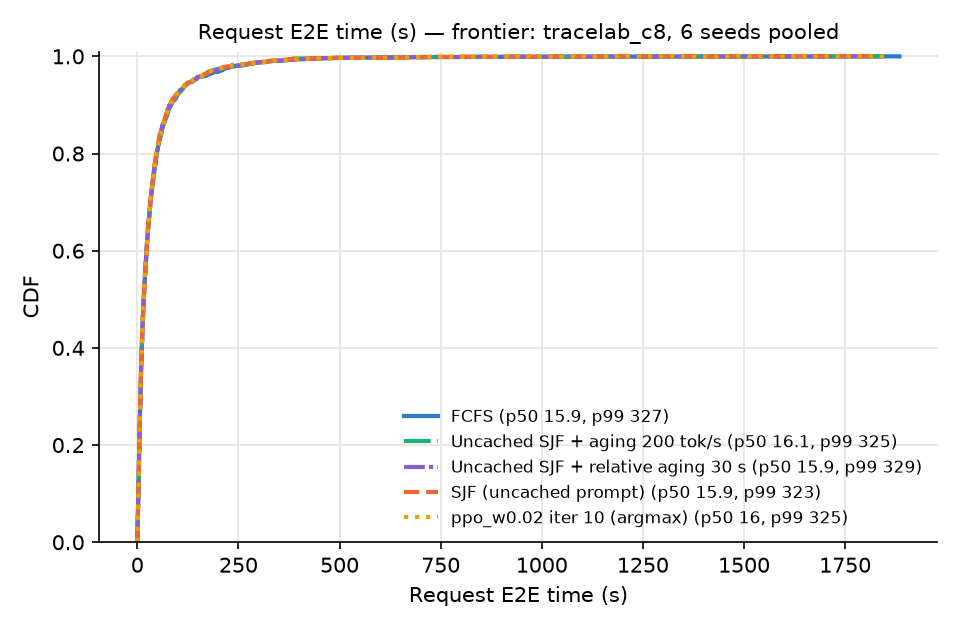 Request E2E time (s) — frontier: tracelab_c8, 6 seeds pooled
CDF
1.0
0.8
0.6
0.4
0.2
0.0
FCFS (p50 15.9, p99 327)
Uncached SJF + aging 200 tok/s (p50 16.1, p99 325)
Uncached SJF + relative aging 30 s (p50 15.9, p99 329)
SJF (uncached prompt) (p50 15.9, p99 323)
ppo_w0.02 iter 10 (argmax) (p50 16, p99 325)
0 250 500 750 1000 1250 1500 1750
Request E2E time (s)